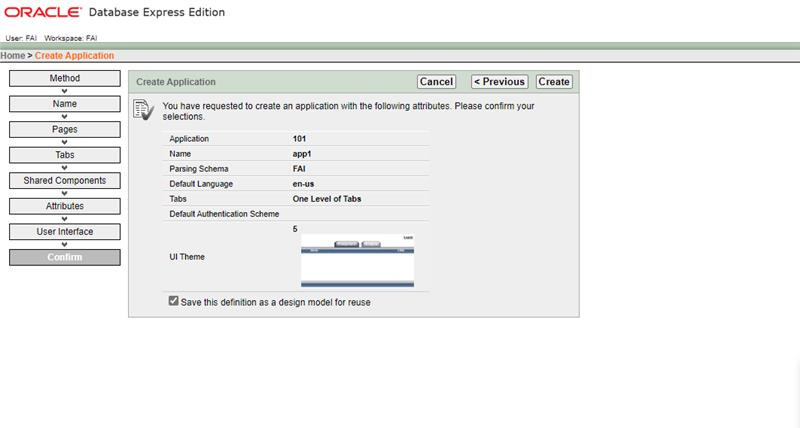 ORACLE® Database Express Edition
User: FAI Workspace: FAI
Home > Create Application
Method
Name
Pages
Tabs
Shared Components
Attributes
User Interface
Confirm
Create Application
Cancel
< Previous
Create
You have requested to create an application with the following attributes. Please confirm your
selections.
Application 101
Name app1
Parsing Schema FAI
Default Language en-us
Tabs One Level of Tabs
Default Authentication Scheme
UI Theme 5
Save this definition as a design model for reuse